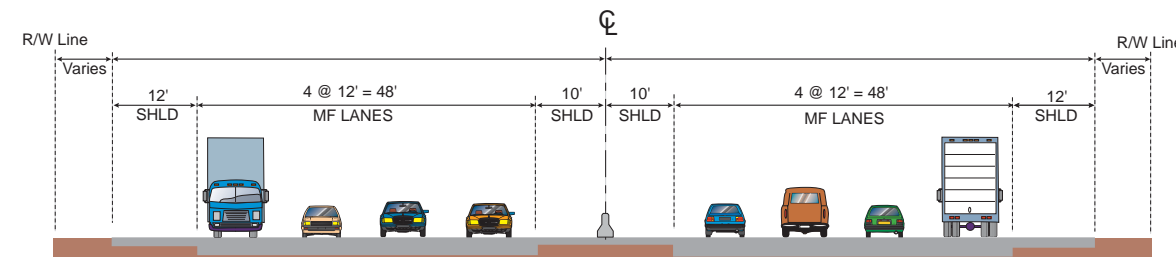 ℄
R/W Line
R/W Line
Varies
Varies
12'
4 @ 12' = 48'
10'
10'
4 @ 12' = 48'
12'
SHLD
MF LANES
SHLD
SHLD
MF LANES
SHLD